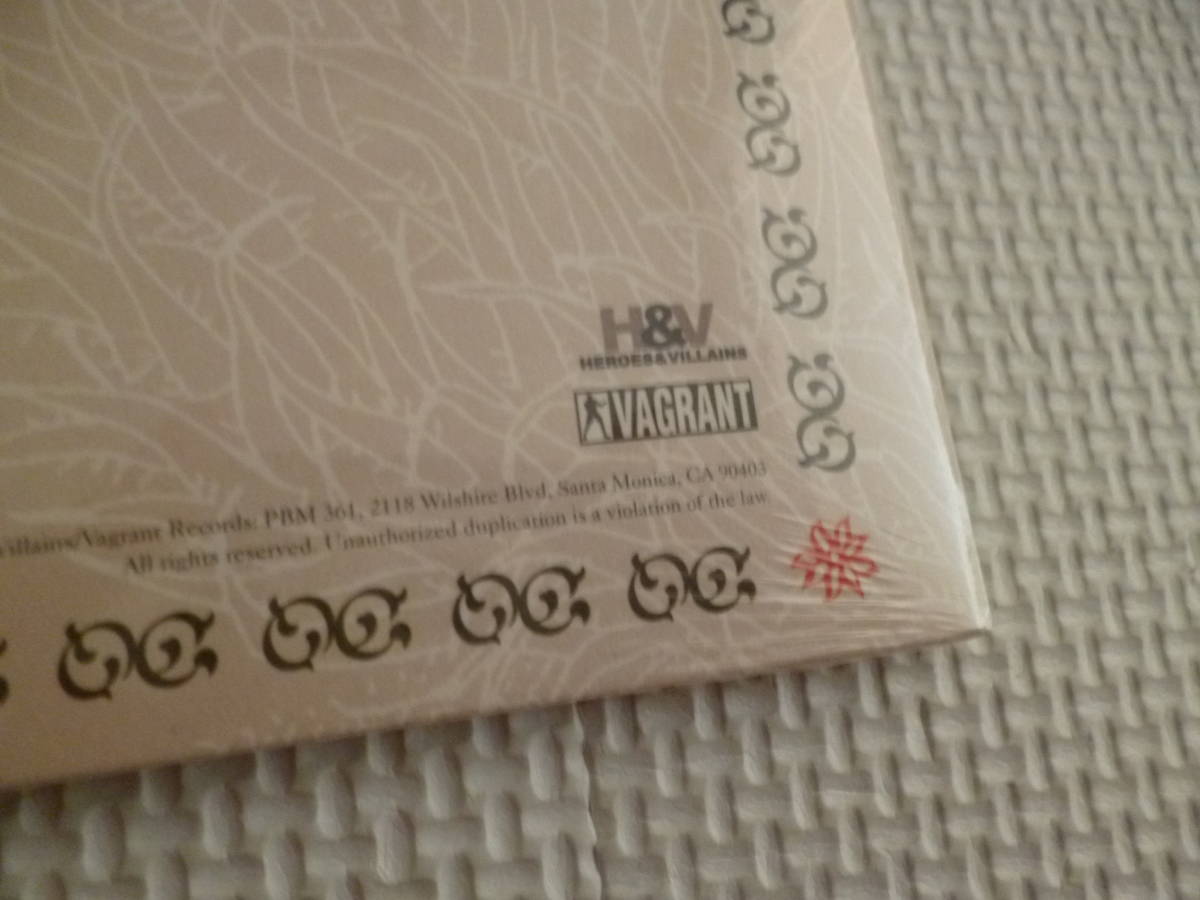 H&V
HEROES&VILLAINS
VAGRANT
illains/Vagrant Records: PBM 361, 2118 Wilshire Blvd, Santa Monica, CA 90403
All rights reserved. Unauthorized duplication is a violation of the law.